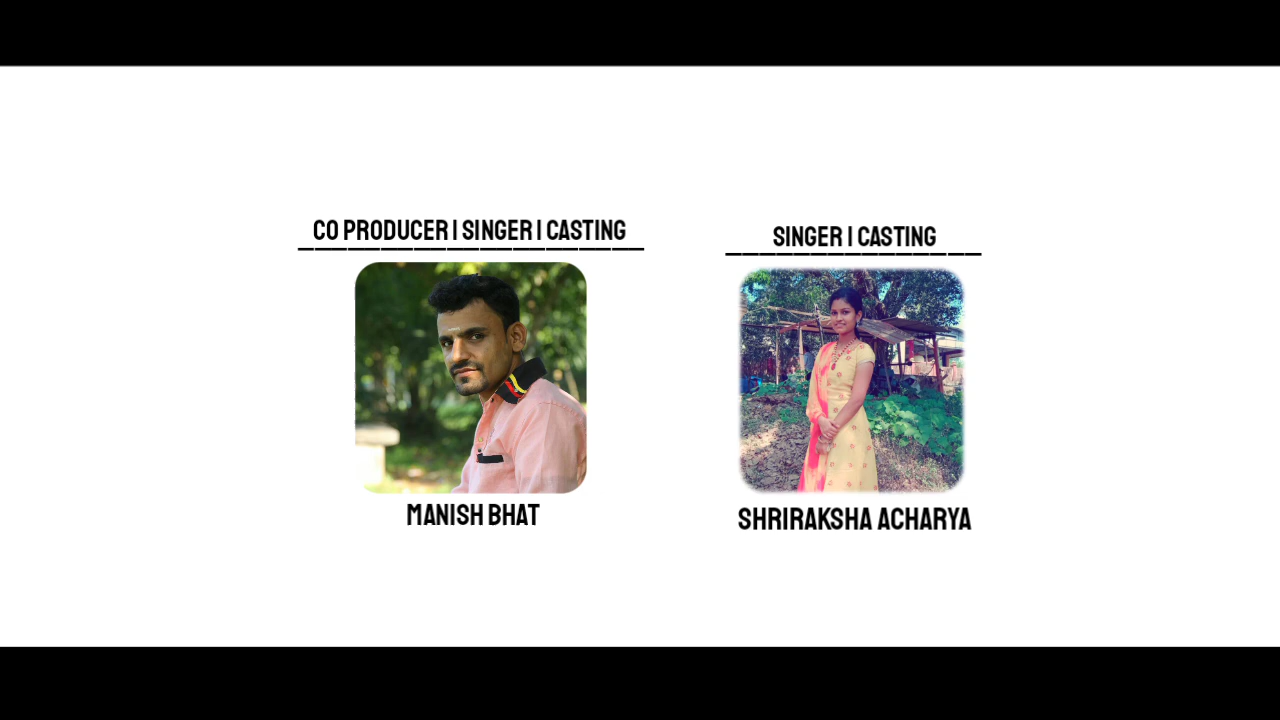 CO PRODUCER | SINGER | CASTING
MANISH BHAT
SINGER | CASTING
SHRIRAKSHA ACHARYA